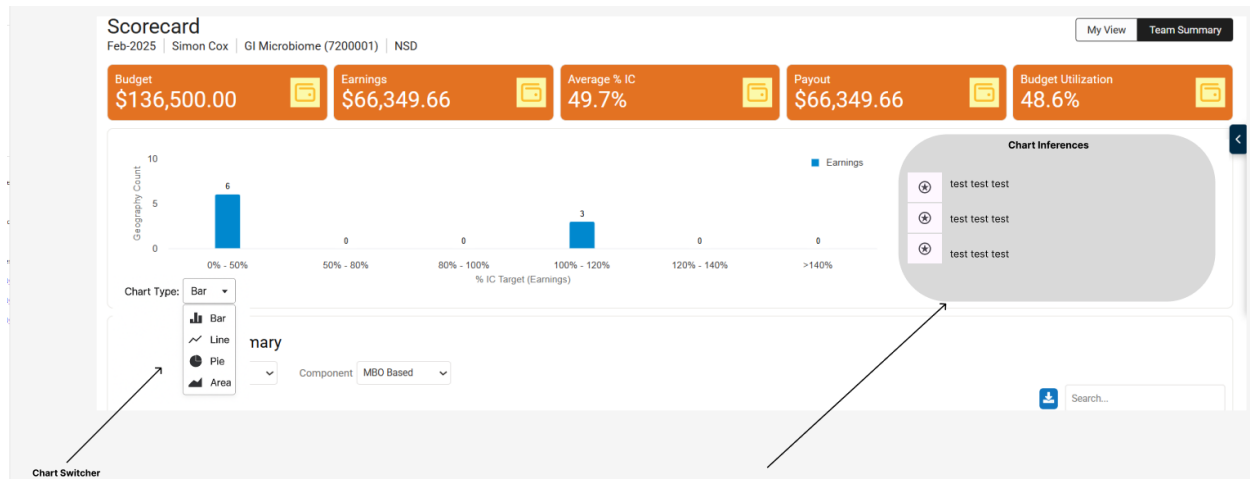 Scorecard
Feb-2025 Simon Cox GI Microbiome (7200001) NSD
My View Team Summary
Budget
$136,500.00
Earnings
$66,349.66
Average % IC
49.7%
Payout
$66,349.66
Budget Utilization
48.6%
Chart Inferences
test test test
test test test
test test test
Earnings
Geography Count
10
5
0
6
0
0
3
0
0
0% - 50%
50% - 80%
80% - 100%
100% - 120%
120% - 140%
>140%
% IC Target (Earnings)
Chart Type: Bar
Bar
Line
Pie
Area
mary
Component MBO Based
Search...
Chart Switcher